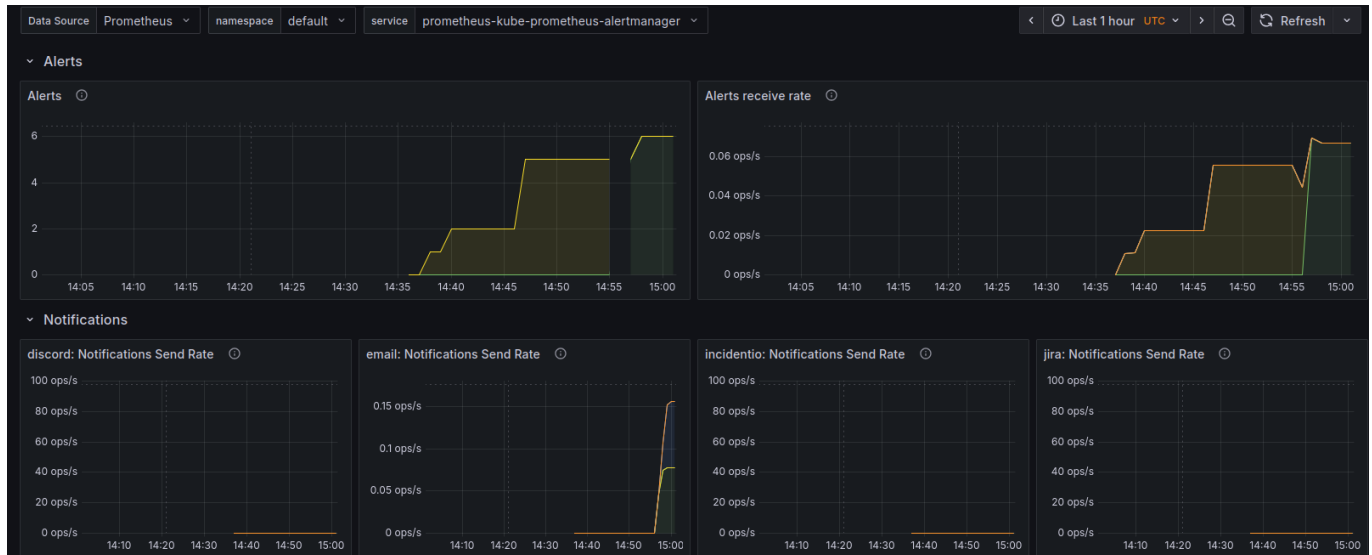 Data Source Prometheus namespace default service prometheus-kube-prometheus-alertmanager Last 1 hour UTC Refresh
Alerts
Alerts
6
4
2
0
14:05 14:10 14:15 14:20 14:25 14:30 14:35 14:40 14:45 14:50 14:55 15:00
Alerts receive rate
0.06 ops/s
0.04 ops/s
0.02 ops/s
0 ops/s
14:05 14:10 14:15 14:20 14:25 14:30 14:35 14:40 14:45 14:50 14:55 15:00
Notifications
discord: Notifications Send Rate
100 ops/s
80 ops/s
60 ops/s
40 ops/s
20 ops/s
0 ops/s
14:10 14:20 14:30 14:40 14:50 15:00
email: Notifications Send Rate
0.15 ops/s
0.1 ops/s
0.05 ops/s
0 ops/s
14:10 14:20 14:30 14:40 14:50 15:00
incidentio: Notifications Send Rate
100 ops/s
80 ops/s
60 ops/s
40 ops/s
20 ops/s
0 ops/s
14:10 14:20 14:30 14:40 14:50 15:00
jira: Notifications Send Rate
100 ops/s
80 ops/s
60 ops/s
40 ops/s
20 ops/s
0 ops/s
14:10 14:20 14:30 14:40 14:50 15:00